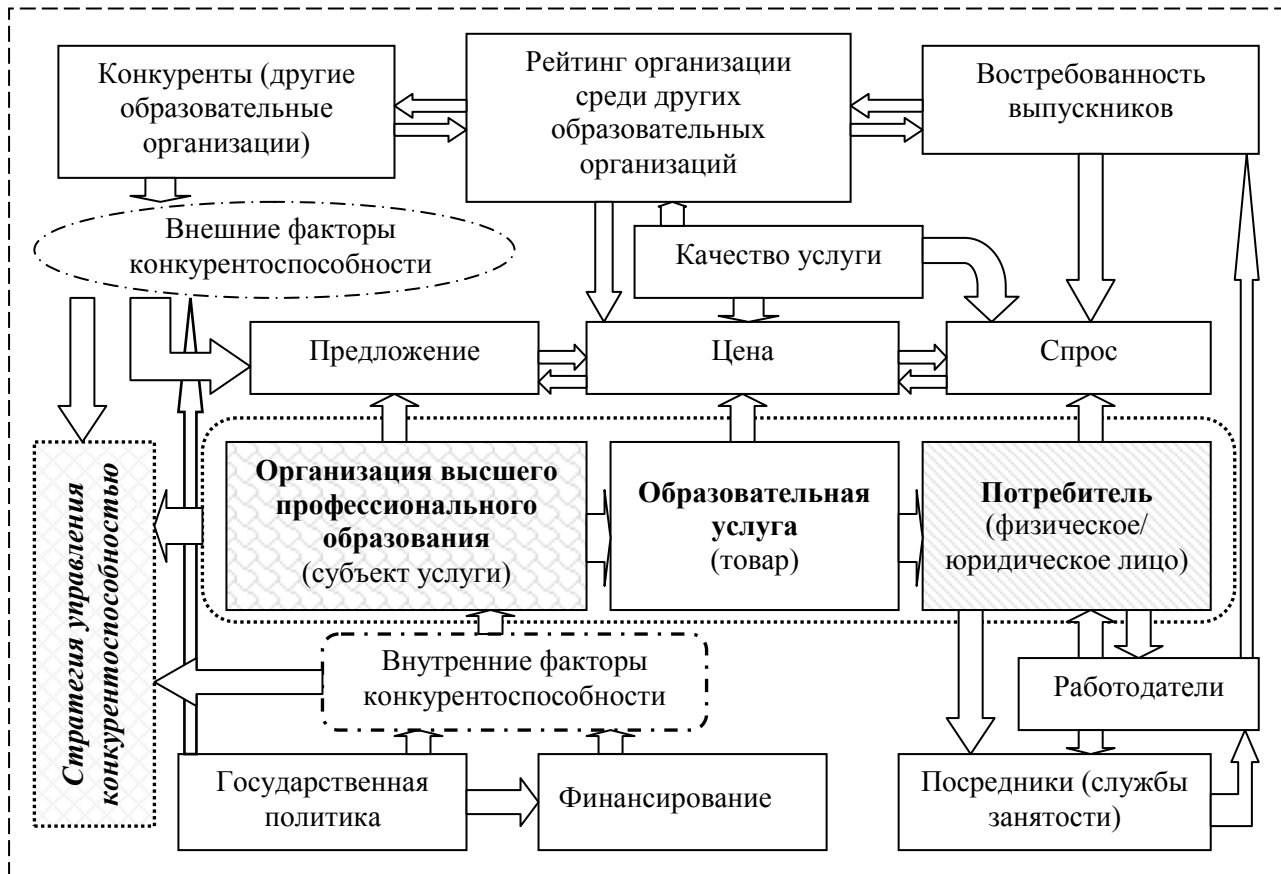 Конкуренты (другие
образовательные
организации)
Рейтинг организации
среди других
образовательных
организаций
Востребованность
выпускников
Внешние факторы
конкурентоспособности
Качество услуги
Предложение
Цена
Спрос
Стратегия управления
конкурентоспособностью
Организация высшего
профессионального
образования
(субъект услуги)
Образовательная
услуга
(товар)
Потребитель
(физическое/
юридическое лицо)
Внутренние факторы
конкурентоспособности
Работодатели
Государственная
политика
Финансирование
Посредники (службы
занятости)